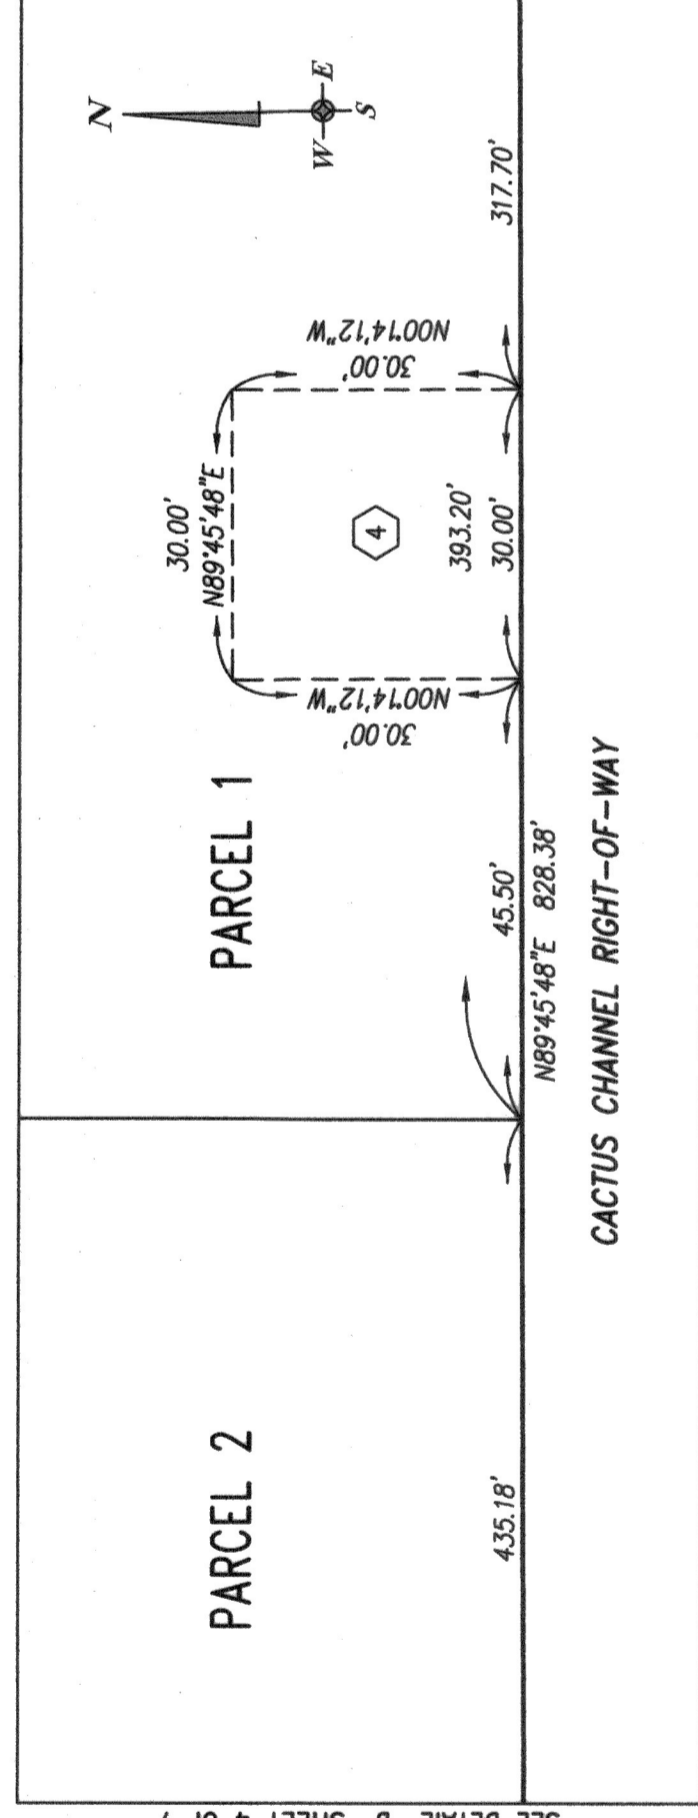 N
W
E
S
317.70'
N00°14'12"W
30.00'
30.00'
N89°45'48"E
4
393.20'
30.00'
N00°14'12"W
30.00'
PARCEL 1
45.50'
N89°45'48"E 828.38'
CACTUS CHANNEL RIGHT-OF-WAY
PARCEL 2
435.18'